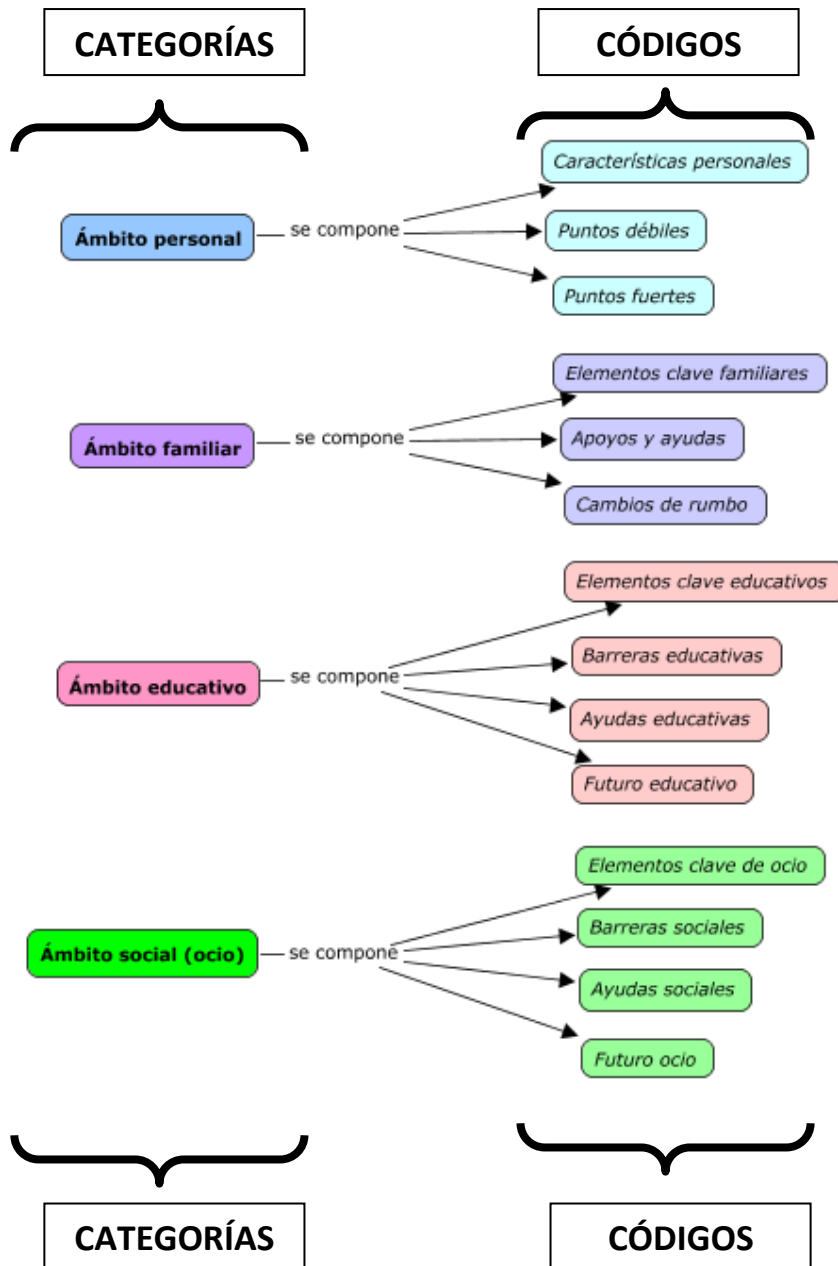 CATEGORÍAS
CÓDIGOS
Características personales
Ámbito personal
se compone
Puntos débiles
Puntos fuertes
Elementos clave familiares
Ámbito familiar
se compone
Apoyos y ayudas
Cambios de rumbo
Elementos clave educativos
Barreras educativas
Ámbito educativo
se compone
Ayudas educativas
Futuro educativo
Elementos clave de ocio
Barreras sociales
Ámbito social (ocio)
se compone
Ayudas sociales
Futuro ocio
CATEGORÍAS
CÓDIGOS